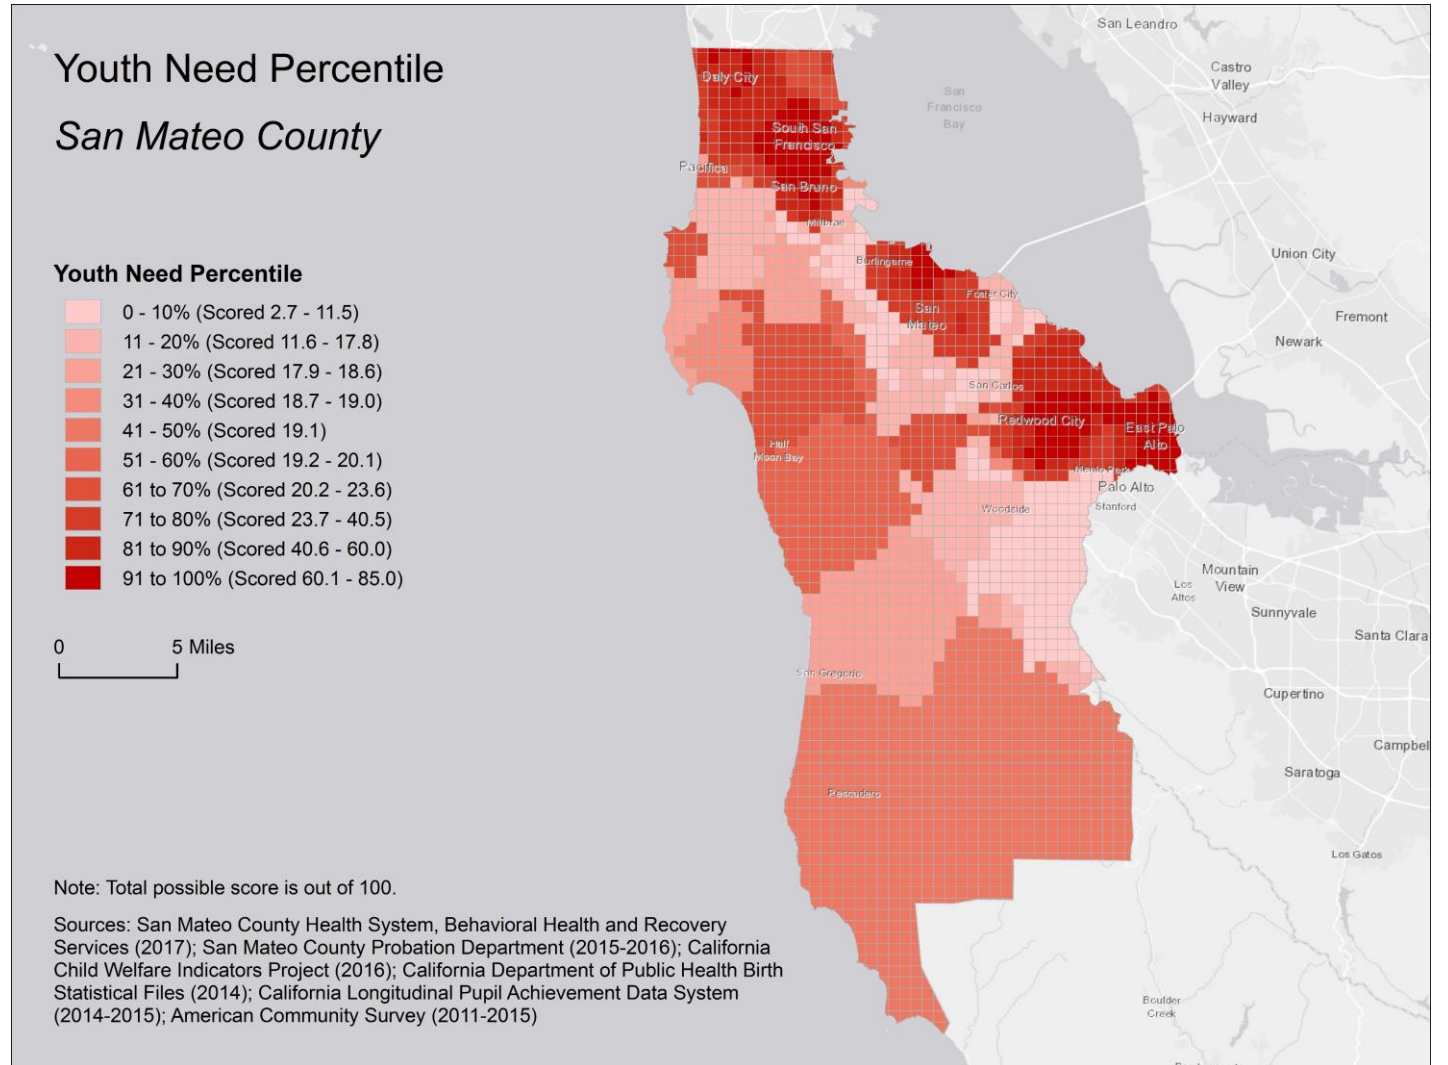 Youth Need Percentile
San Mateo County
Youth Need Percentile
0 - 10% (Scored 2.7 - 11.5)
11 - 20% (Scored 11.6 - 17.8)
21 - 30% (Scored 17.9 - 18.6)
31 - 40% (Scored 18.7 - 19.0)
41 - 50% (Scored 19.1)
51 - 60% (Scored 19.2 - 20.1)
61 to 70% (Scored 20.2 - 23.6)
71 to 80% (Scored 23.7 - 40.5)
81 to 90% (Scored 40.6 - 60.0)
91 to 100% (Scored 60.1 - 85.0)
0 5 Miles
Note: Total possible score is out of 100.
Sources: San Mateo County Health System, Behavioral Health and Recovery
Services (2017); San Mateo County Probation Department (2015-2016); California
Child Welfare Indicators Project (2016); California Department of Public Health Birth
Statistical Files (2014); California Longitudinal Pupil Achievement Data System
(2014-2015); American Community Survey (2011-2015)
San Leandro
Castro
Valley
Hayward
San
Francisco
Bay
Daly City
South San
Francisco
Pacifica
San Bruno
Millbrae
Burlingame
Foster City
San
Mateo
Union City
Fremont
Newark
San Carlos
Redwood City
East Palo
Alto
Half
Moon Bay
Menlo Park
Palo Alto
Stanford
Woodside
Mountain
View
Los
Altos
Sunnyvale
Santa Clara
San Gregorio
Cupertino
Campbel
Saratoga
Pescadero
Los Gatos
Boulder
Creek